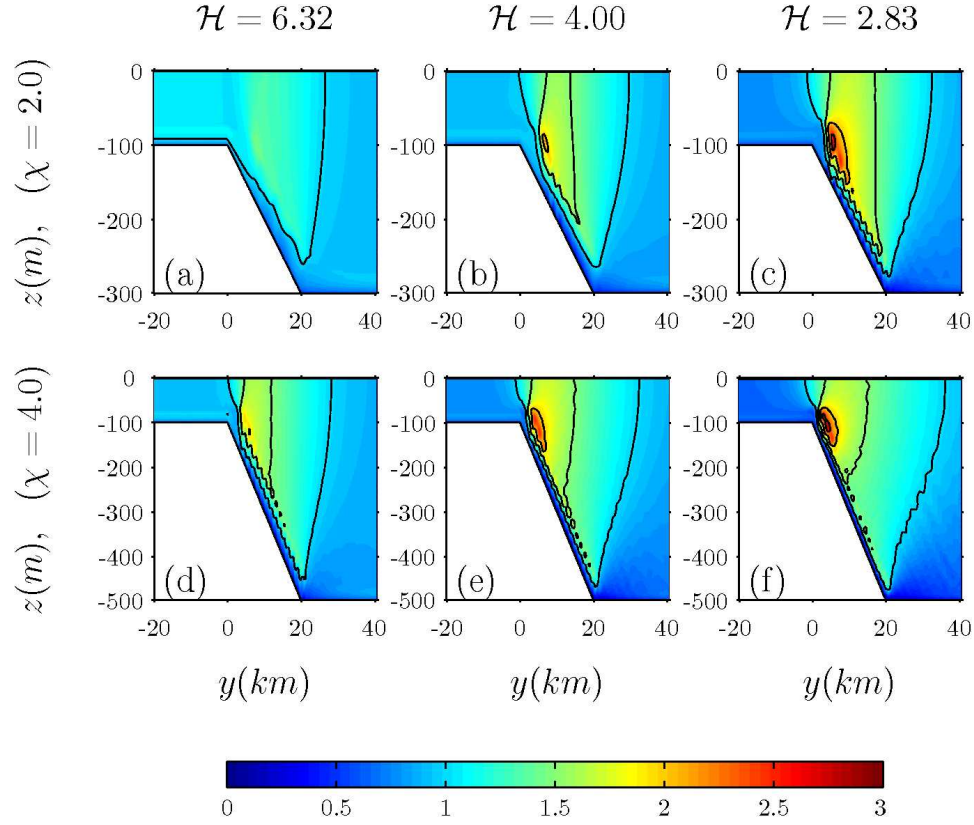 ℋ = 6.32 ℋ = 4.00 ℋ = 2.83
z(m), (χ = 2.0)
0 0 0
-100 -100 -100
-200 -200 -200
-300 -300 -300
(a) (b) (c)
-20 0 20 40 -20 0 20 40 -20 0 20 40
z(m), (χ = 4.0)
0 0 0
-100 -100 -100
-200 -200 -200
-300 -300 -300
-400 -400 -400
-500 -500 -500
(d) (e) (f)
-20 0 20 40 -20 0 20 40 -20 0 20 40
y(km) y(km) y(km)
0 0.5 1 1.5 2 2.5 3